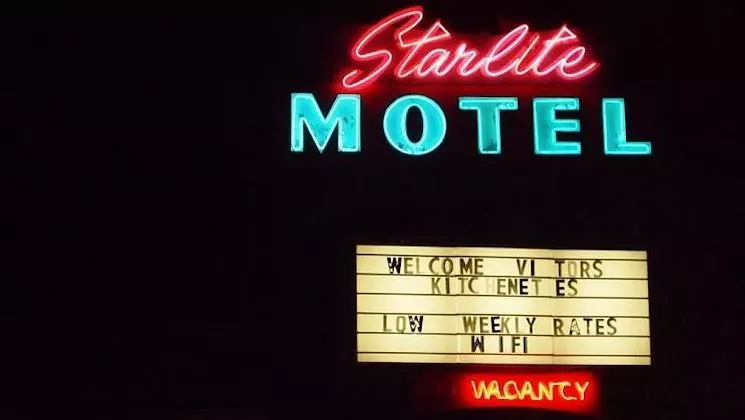 Starlite
MOTEL
WELCOME VI TORS
KITCHENET ES
LOW WEEKLY RATES
WIFI
VACANCY